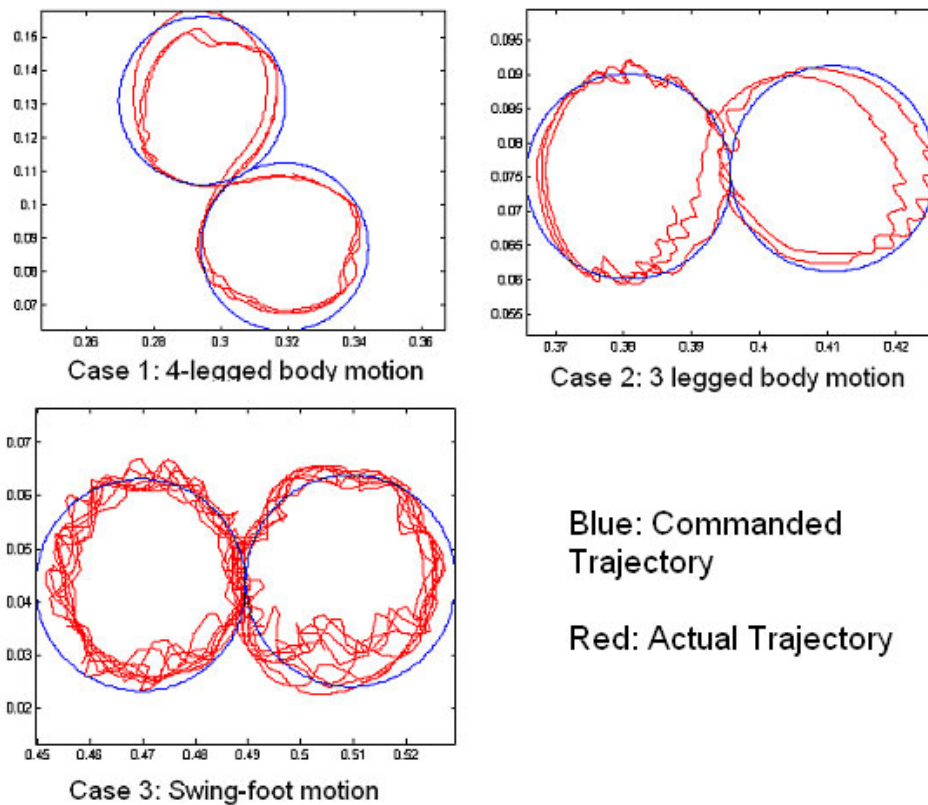 0.15
0.14
0.13
0.12
0.11
0.1
0.09
0.08
0.07
0.26 0.28 0.3 0.32 0.34 0.36
Case 1: 4-legged body motion
0.095
0.09
0.085
0.08
0.075
0.07
0.065
0.06
0.055
0.37 0.38 0.39 0.4 0.41 0.42
Case 2: 3 legged body motion
0.07
0.06
0.05
0.04
0.03
0.02
0.45 0.46 0.47 0.48 0.49 0.5 0.51 0.52
Case 3: Swing-foot motion
Blue: Commanded
Trajectory
Red: Actual Trajectory